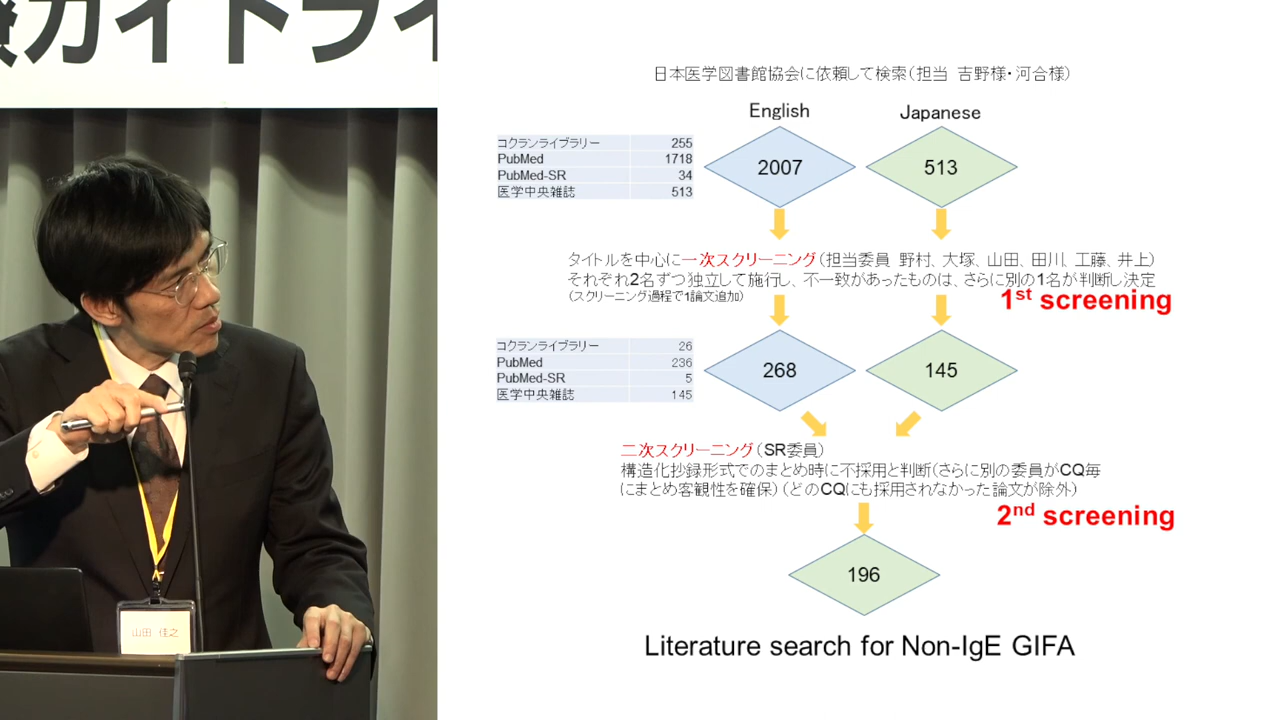 療ガイドライ
山田 佳之
日本医学図書館協会に依頼して検索(担当 吉野様・河合様)
English
Japanese
コクランライブラリー 255
PubMed 1718
PubMed-SR 34
医学中央雑誌 513
2007
513
タイトルを中心に一次スクリーニング(担当委員 野村、大塚、山田、田川、工藤、井上)
それぞれ2名ずつ独立して施行し、不一致があったものは、さらに別の1名が判断し決定
(スクリーニング過程で1論文追加)
1st screening
コクランライブラリー 26
PubMed 236
PubMed-SR 5
医学中央雑誌 145
268
145
二次スクリーニング(SR委員)
構造化抄録形式でのまとめ時に不採用と判断(さらに別の委員がCQ毎
にまとめ客観性を確保)(どのCQにも採用されなかった論文が除外)
2nd screening
196
Literature search for Non-IgE GIFA